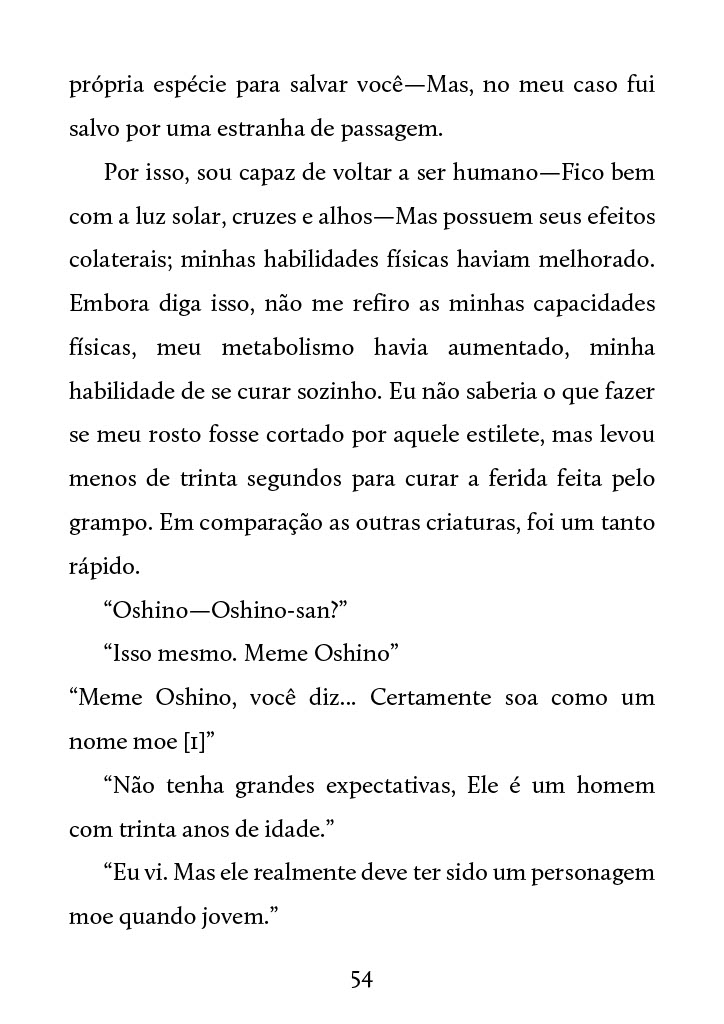 própria espécie para salvar você—Mas, no meu caso fui
salvo por uma estranha de passagem.
Por isso, sou capaz de voltar a ser humano—Fico bem
com a luz solar, cruzes e alhos—Mas possuem seus efeitos
colaterais; minhas habilidades físicas haviam melhorado.
Embora diga isso, não me refiro as minhas capacidades
físicas, meu metabolismo havia aumentado, minha
habilidade de se curar sozinho. Eu não saberia o que fazer
se meu rosto fosse cortado por aquele estilete, mas levou
menos de trinta segundos para curar a ferida feita pelo
grampo. Em comparação as outras criaturas, foi um tanto
rápido.
“Oshino—Oshino-san?”
“Isso mesmo. Meme Oshino”
“Meme Oshino, você diz... Certamente soa como um
nome moe [1]”
“Não tenha grandes expectativas, Ele é um homem
com trinta anos de idade.”
“Eu vi. Mas ele realmente deve ter sido um personagem
moe quando jovem.”
54